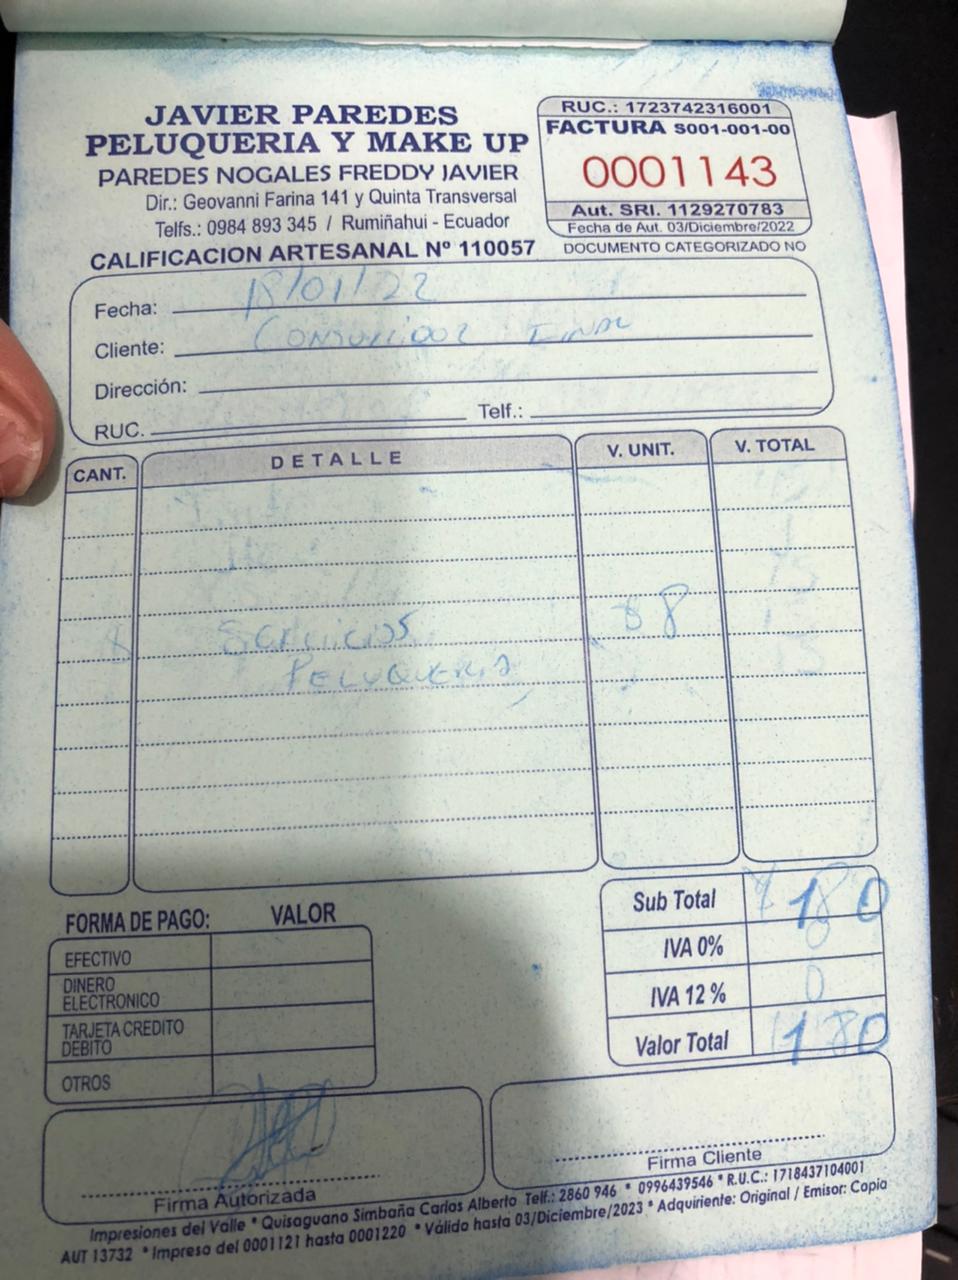 JAVIER PAREDES
PELUQUERIA Y MAKE UP
PAREDES NOGALES FREDDY JAVIER
Dir.: Geovanni Farina 141 y Quinta Transversal
Telfs.: 0984 893 345 / Rumiñahui - Ecuador
CALIFICACION ARTESANAL Nº 110057
RUC.: 1723742316001
FACTURA S001-001-00
0001143
Aut. SRI. 1129270783
Fecha de Aut. 03/Diciembre/2022
DOCUMENTO CATEGORIZADO NO
Fecha: 18/01/22
Cliente: Consumidor Final
Dirección:
RUC. Telf.:
CANT. DETALLE V. UNIT. V. TOTAL
Servicios $8
Peluqueria
Sub Total
IVA 0% 0
IVA 12 % 0
Valor Total
FORMA DE PAGO: VALOR
EFECTIVO
DINERO
ELECTRONICO
TARJETA CREDITO
DEBITO
OTROS
Firma Autorizada
Firma Cliente
Impresiones del Valle * Quisaguano Simbaña Carlos Alberto Telf.: 2860 946 * 0996439546 * R.U.C.: 1718437104001
AUT 13732 * Impreso del 0001121 hasta 0001220 * Válido hasta 03/Diciembre/2023 * Adquiriente: Original / Emisor: Copia